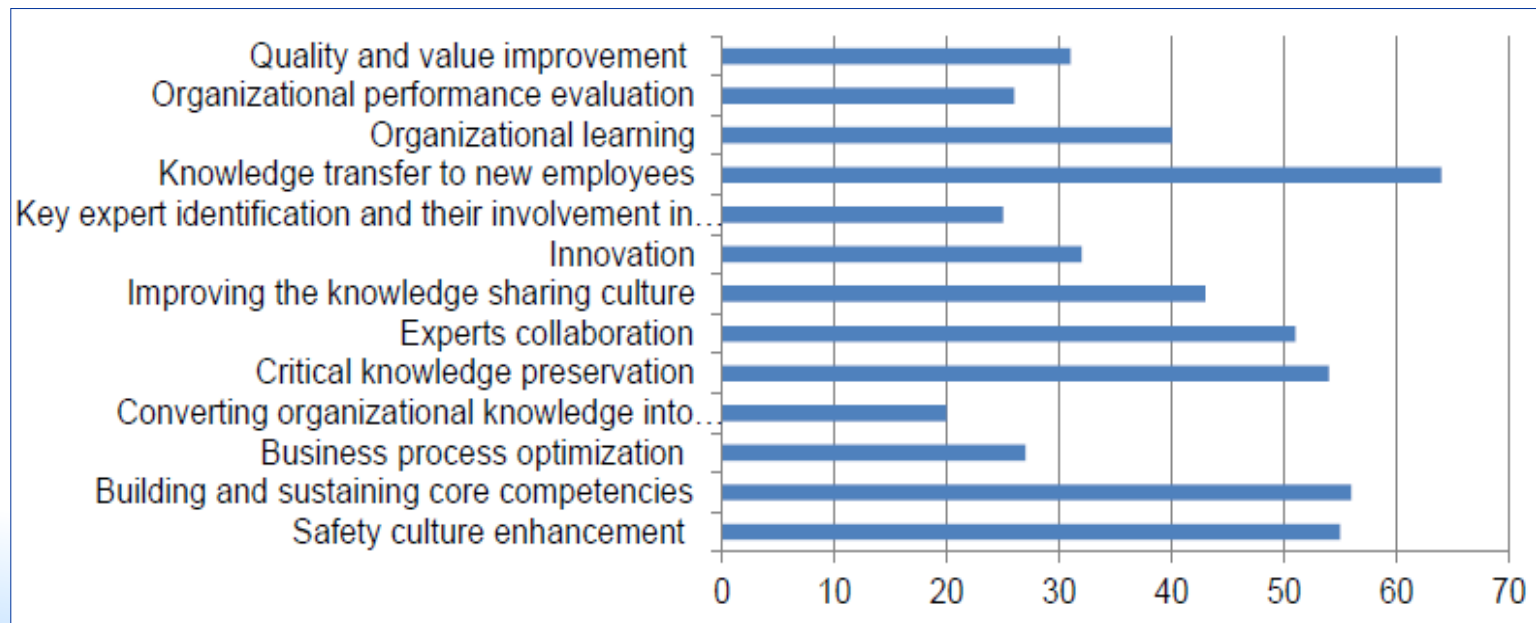 Quality and value improvement
Organizational performance evaluation
Organizational learning
Knowledge transfer to new employees
Key expert identification and their involvement in…
Innovation
Improving the knowledge sharing culture
Experts collaboration
Critical knowledge preservation
Converting organizational knowledge into…
Business process optimization
Building and sustaining core competencies
Safety culture enhancement
0 10 20 30 40 50 60 70